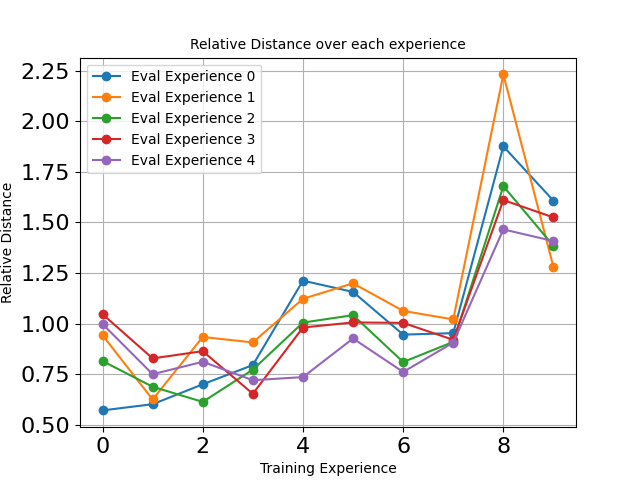 Relative Distance over each experience
Eval Experience 0
Eval Experience 1
Eval Experience 2
Eval Experience 3
Eval Experience 4
2.25
2.00
1.75
1.50
1.25
1.00
0.75
0.50
Relative Distance
0 2 4 6 8
Training Experience